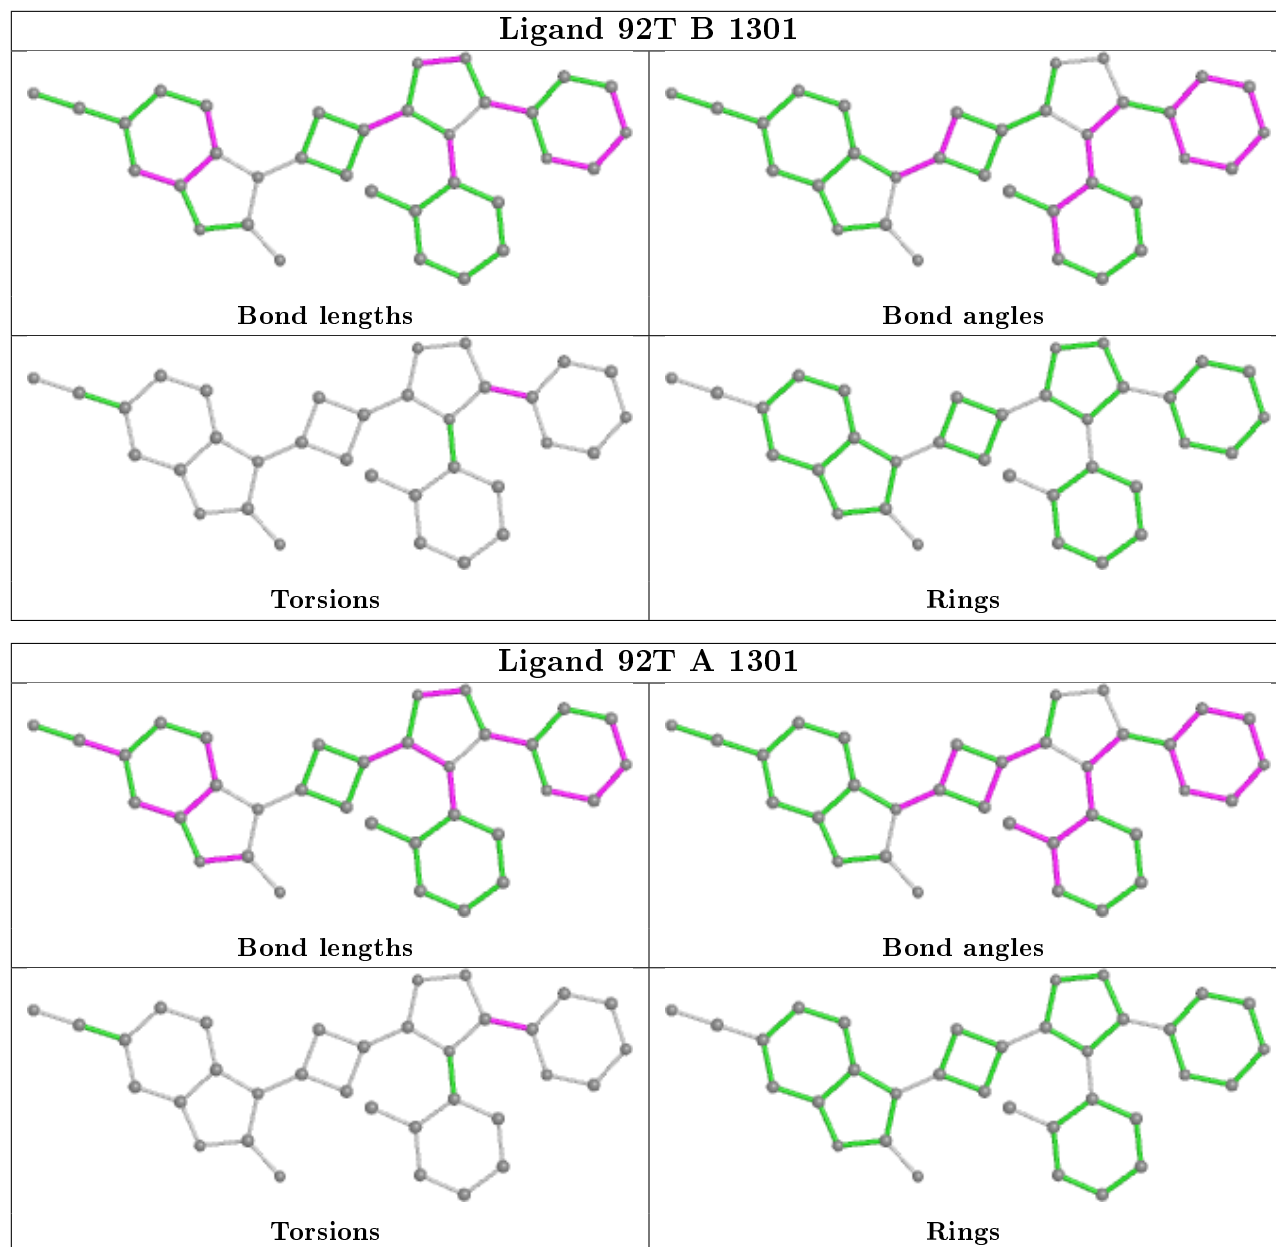 Ligand 92T B 1301
Bond lengths
Bond angles
Torsions
Rings
Ligand 92T A 1301
Bond lengths
Bond angles
Torsions
Rings